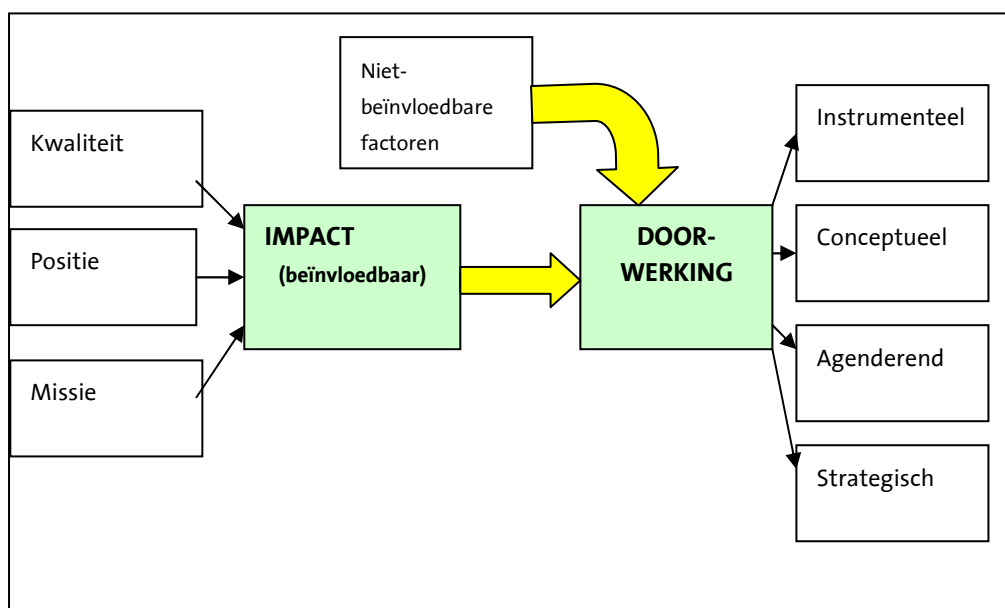 Niet-
beïnvloedbare
factoren
Kwaliteit
Positie
Missie
IMPACT
(beïnvloedbaar)
DOOR-
WERKING
Instrumenteel
Conceptueel
Agenderend
Strategisch